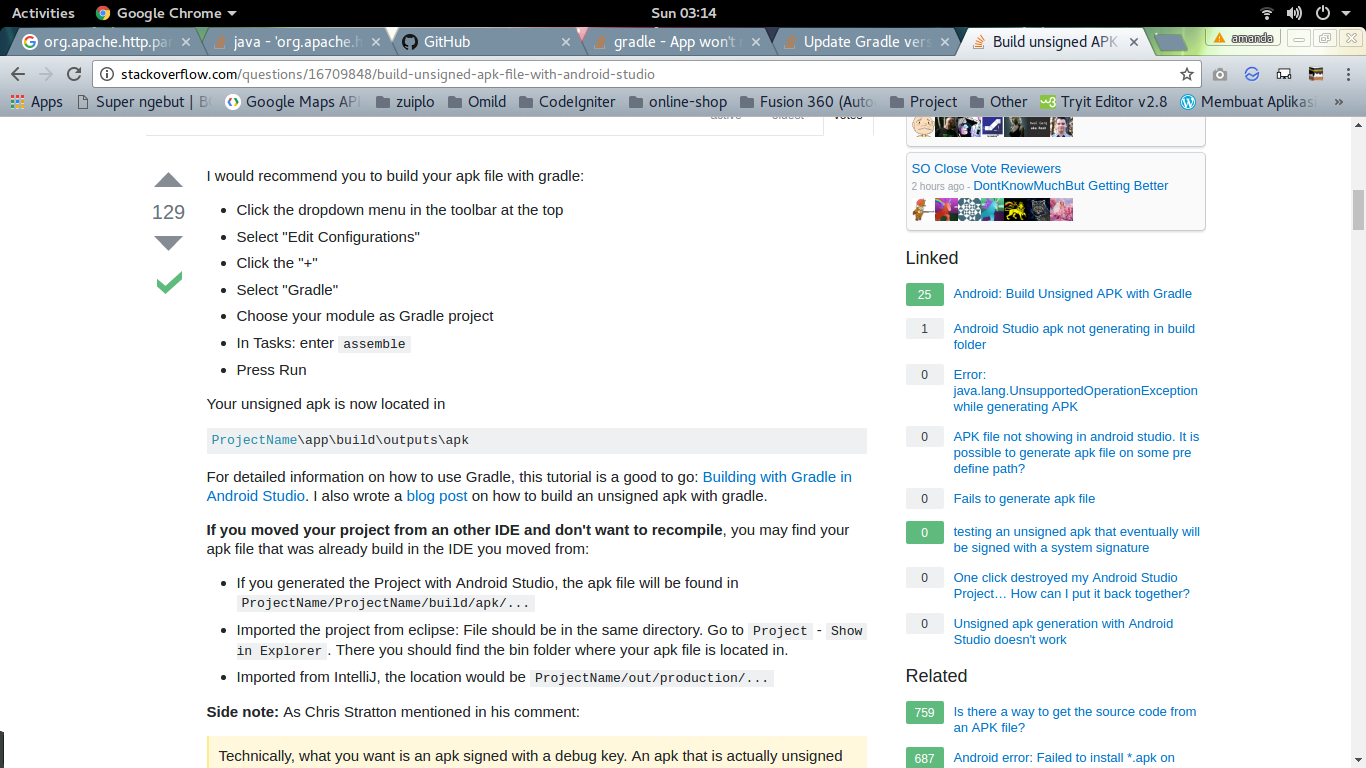 Activities Google Chrome Sun 03:14
org.apache.http.pa java - 'org.apache.h GitHub gradle - App won't Update Gradle vers Build unsigned APK amanda
stackoverflow.com/questions/16709848/build-unsigned-apk-file-with-android-studio
Apps Super ngebut | B Google Maps AP zuiplo Omild CodeIgniter online-shop Fusion 360 (Auto Project Other Tryit Editor v2.8 Membuat Aplikas »
active oldest votes
I would recommend you to build your apk file with gradle:
129
• Click the dropdown menu in the toolbar at the top
• Select "Edit Configurations"
• Click the "+"
• Select "Gradle"
• Choose your module as Gradle project
• In Tasks: enter assemble
• Press Run
Your unsigned apk is now located in
ProjectName\app\build\outputs\apk
For detailed information on how to use Gradle, this tutorial is a good to go: Building with Gradle in
Android Studio. I also wrote a blog post on how to build an unsigned apk with gradle.
If you moved your project from an other IDE and don't want to recompile, you may find your
apk file that was already build in the IDE you moved from:
• If you generated the Project with Android Studio, the apk file will be found in
ProjectName/ProjectName/build/apk/...
• Imported the project from eclipse: File should be in the same directory. Go to Project - Show
in Explorer. There you should find the bin folder where your apk file is located in.
• Imported from IntelliJ, the location would be ProjectName/out/production/...
Side note: As Chris Stratton mentioned in his comment:
Technically, what you want is an apk signed with a debug key. An apk that is actually unsigned
SO Close Vote Reviewers
2 hours ago - DontKnowMuchBut Getting Better
Linked
25 Android: Build Unsigned APK with Gradle
1 Android Studio apk not generating in build
folder
0 Error:
java.lang.UnsupportedOperationException
while generating APK
0 APK file not showing in android studio. It is
possible to generate apk file on some pre
define path?
0 Fails to generate apk file
0 testing an unsigned apk that eventually will
be signed with a system signature
0 One click destroyed my Android Studio
Project… How can I put it back together?
0 Unsigned apk generation with Android
Studio doesn't work
Related
759 Is there a way to get the source code from
an APK file?
687 Android error: Failed to install *.apk on